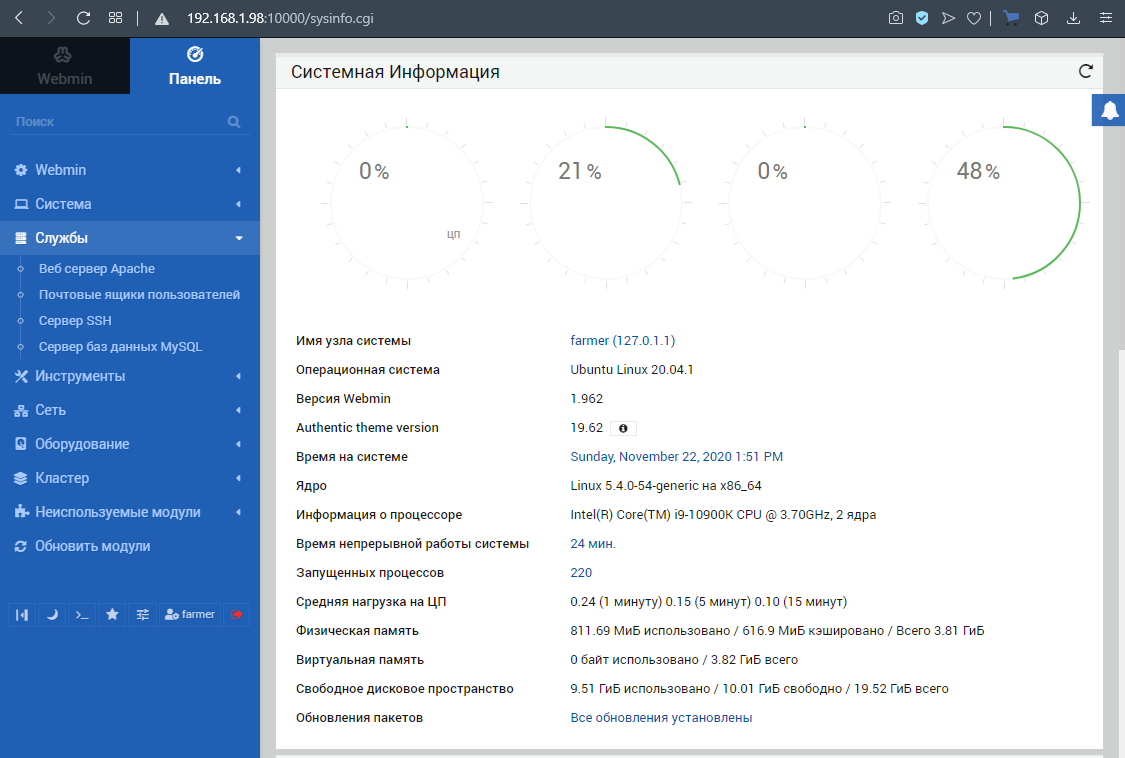 192.168.1.98:10000/sysinfo.cgi
Webmin
Панель
Поиск
Webmin
Система
Службы
Веб сервер Apache
Почтовые ящики пользователей
Сервер SSH
Сервер баз данных MySQL
Инструменты
Сеть
Оборудование
Кластер
Неиспользуемые модули
Обновить модули
farmer
Системная Информация
0%
ЦП
21%
0%
48%
Имя узла системы farmer (127.0.1.1)
Операционная система Ubuntu Linux 20.04.1
Версия Webmin 1.962
Authentic theme version 19.62
Время на системе Sunday, November 22, 2020 1:51 PM
Ядро Linux 5.4.0-54-generic на x86_64
Информация о процессоре Intel(R) Core(TM) i9-10900K CPU @ 3.70GHz, 2 ядра
Время непрерывной работы системы 24 мин.
Запущенных процессов 220
Средняя нагрузка на ЦП 0.24 (1 минуту) 0.15 (5 минут) 0.10 (15 минут)
Физическая память 811.69 МиБ использовано / 616.9 МиБ кэшировано / Всего 3.81 ГиБ
Виртуальная память 0 байт использовано / 3.82 ГиБ всего
Свободное дисковое пространство 9.51 ГиБ использовано / 10.01 ГиБ свободно / 19.52 ГиБ всего
Обновления пакетов Все обновления установлены